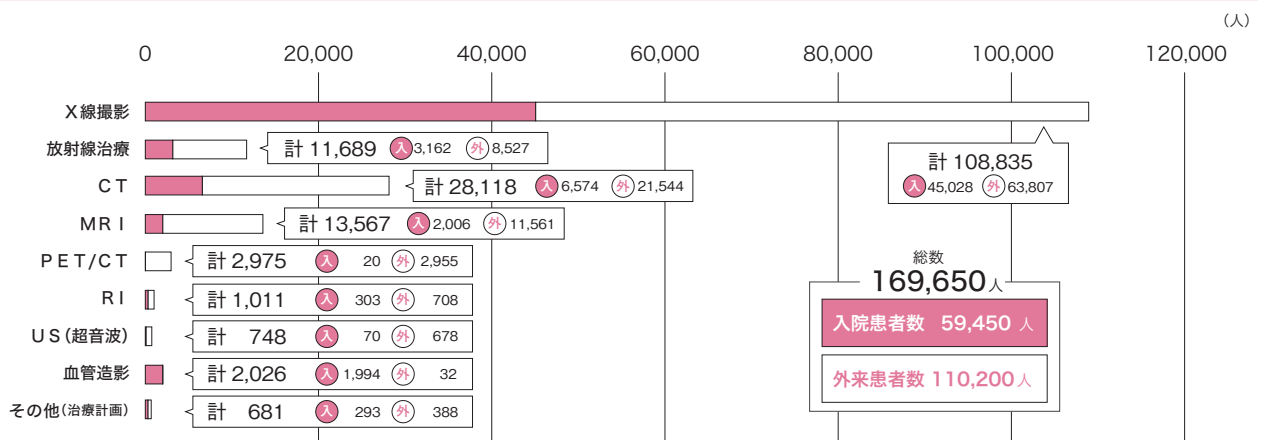 (人)
0 20,000 40,000 60,000 80,000 100,000 120,000
X線撮影
計 108,835
入 45,028 外 63,807
放射線治療 計 11,689 入 3,162 外 8,527
CT 計 28,118 入 6,574 外 21,544
MRI 計 13,567 入 2,006 外 11,561
PET/CT 計 2,975 入 20 外 2,955
RI 計 1,011 入 303 外 708
US(超音波) 計 748 入 70 外 678
血管造影 計 2,026 入 1,994 外 32
その他(治療計画) 計 681 入 293 外 388
総数
169,650人
入院患者数 59,450 人
外来患者数 110,200人